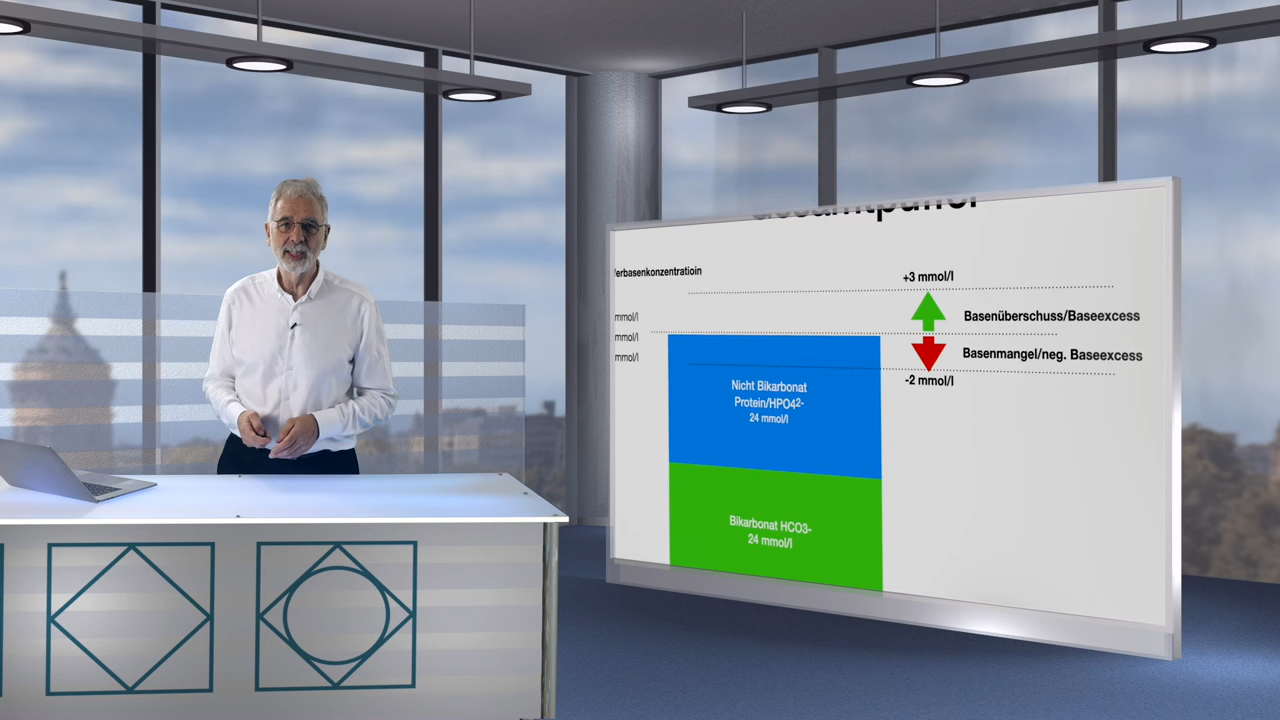 +3 mmol/l
mmol/l
Basenüberschuss/Baseexcess
mmol/l
mmol/l
Basenmangel/neg. Baseexcess
-2 mmol/l
Nicht Bikarbonat
Protein/HPO42-
24 mmol/l
Bikarbonat HCO3-
24 mmol/l